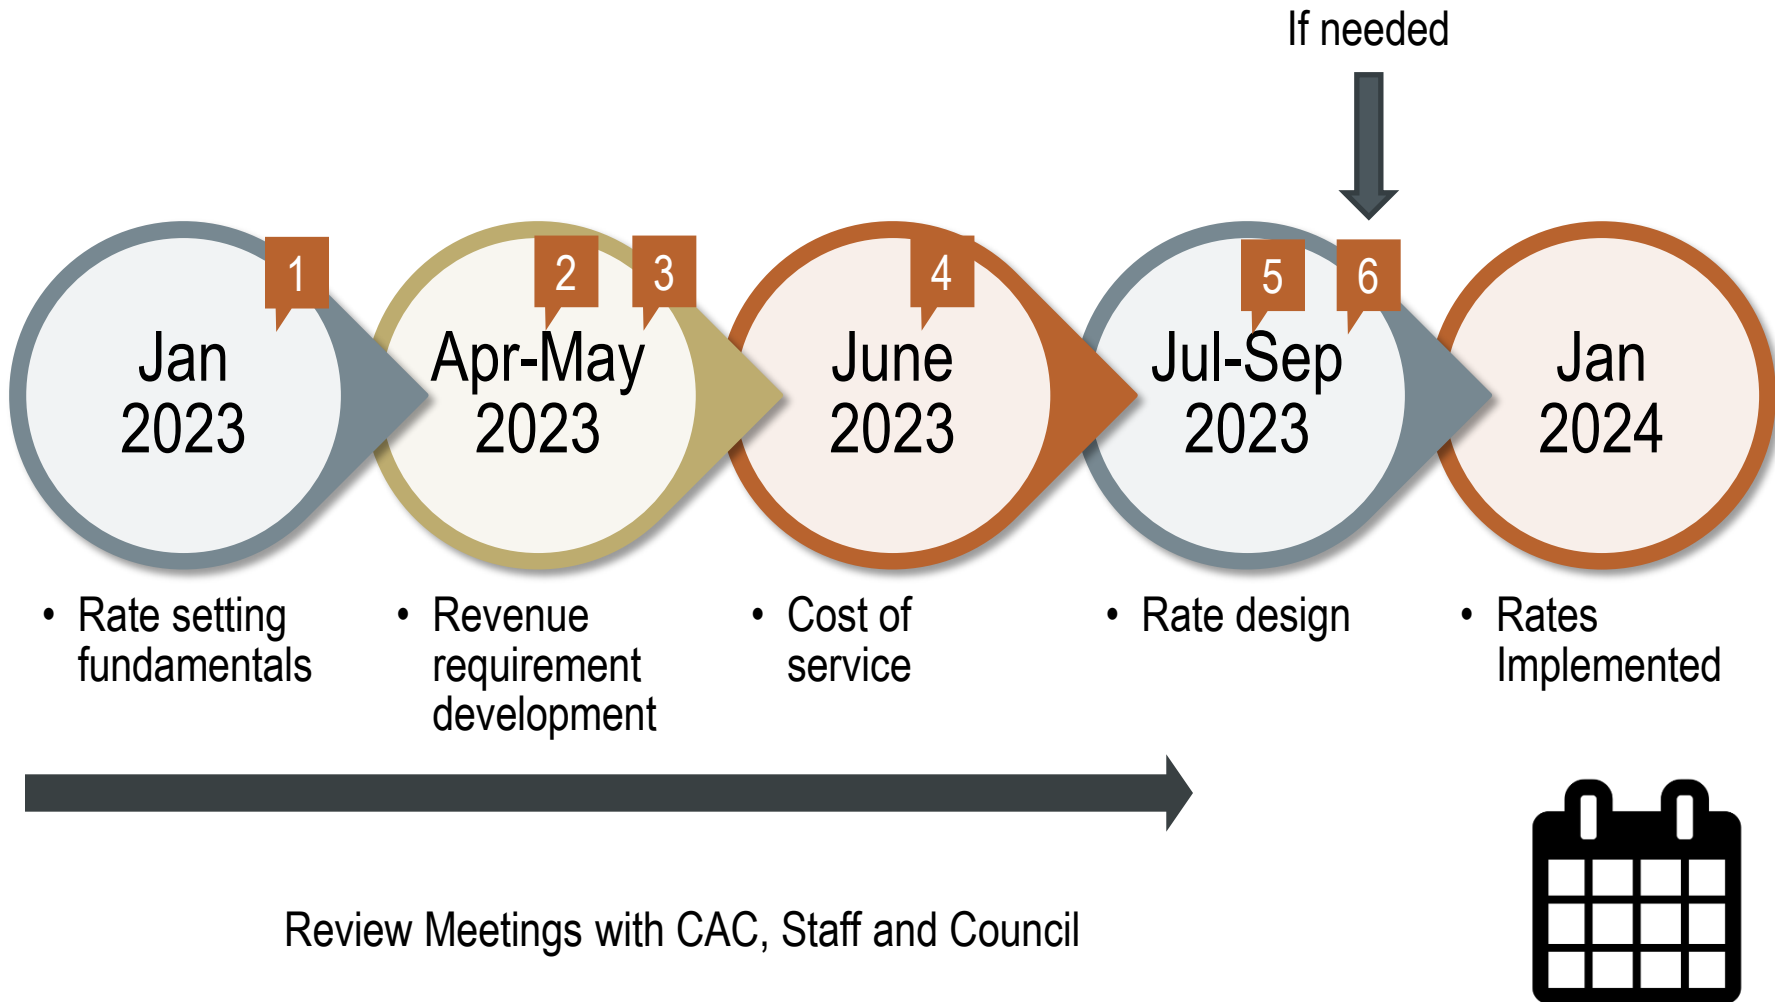 If needed
1
2
3
4
5
6
Jan
2023
Apr-May
2023
June
2023
Jul-Sep
2023
Jan
2024
• Rate setting
fundamentals
• Revenue
requirement
development
• Cost of
service
• Rate design
• Rates
Implemented
Review Meetings with CAC, Staff and Council